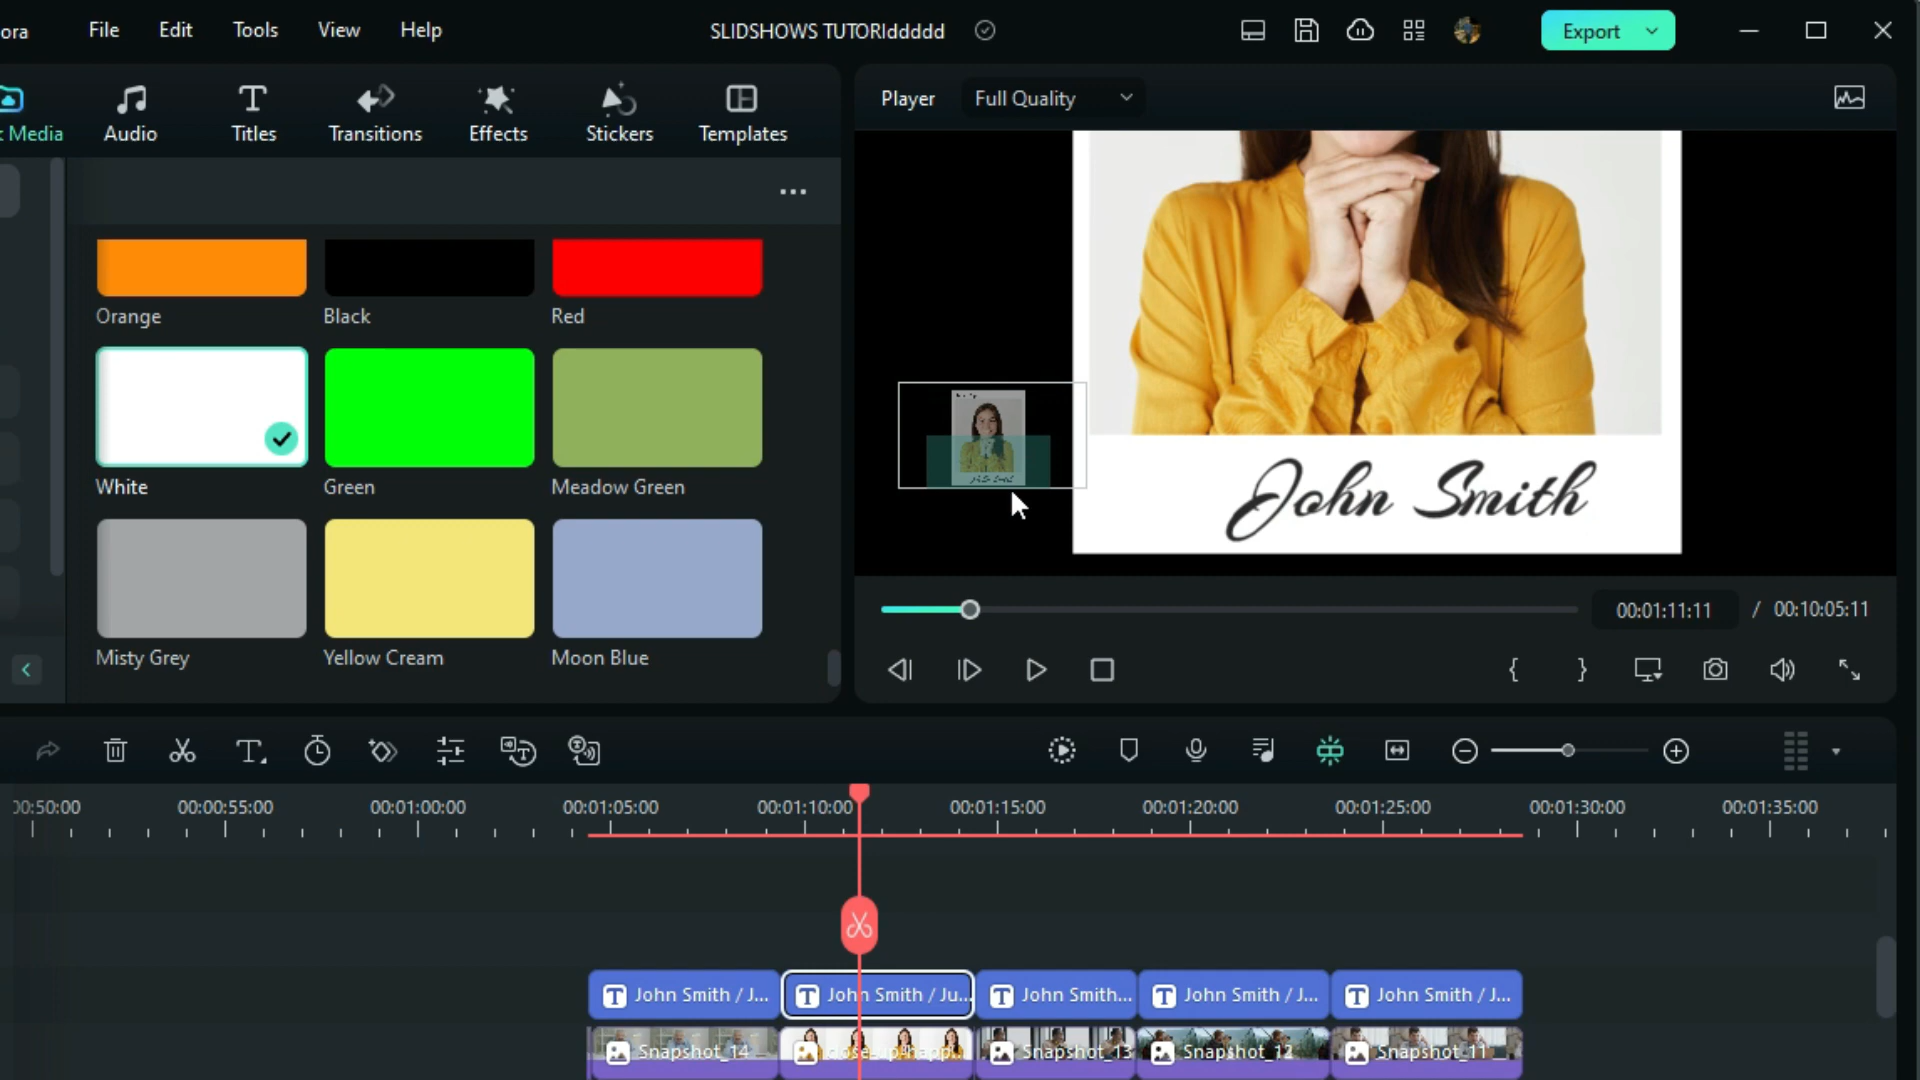 ora File Edit Tools View Help SLIDSHOWS TUTORIddddd Export
Media Audio Titles Transitions Effects Stickers Templates
Player Full Quality
Orange Black Red
White Green Meadow Green
Misty Grey Yellow Cream Moon Blue
John Smith
00:01:11:11 / 00:10:05:11
00:50:00 00:00:55:00 00:01:00:00 00:01:05:00 00:01:10:00 00:01:15:00 00:01:20:00 00:01:25:00 00:01:30:00 00:01:35:00
John Smith / J... John Smith / Ju... John Smith... John Smith / J... John Smith / J...
Snapshot_14 close-up-happ... Snapshot_13 Snapshot_12 Snapshot_11